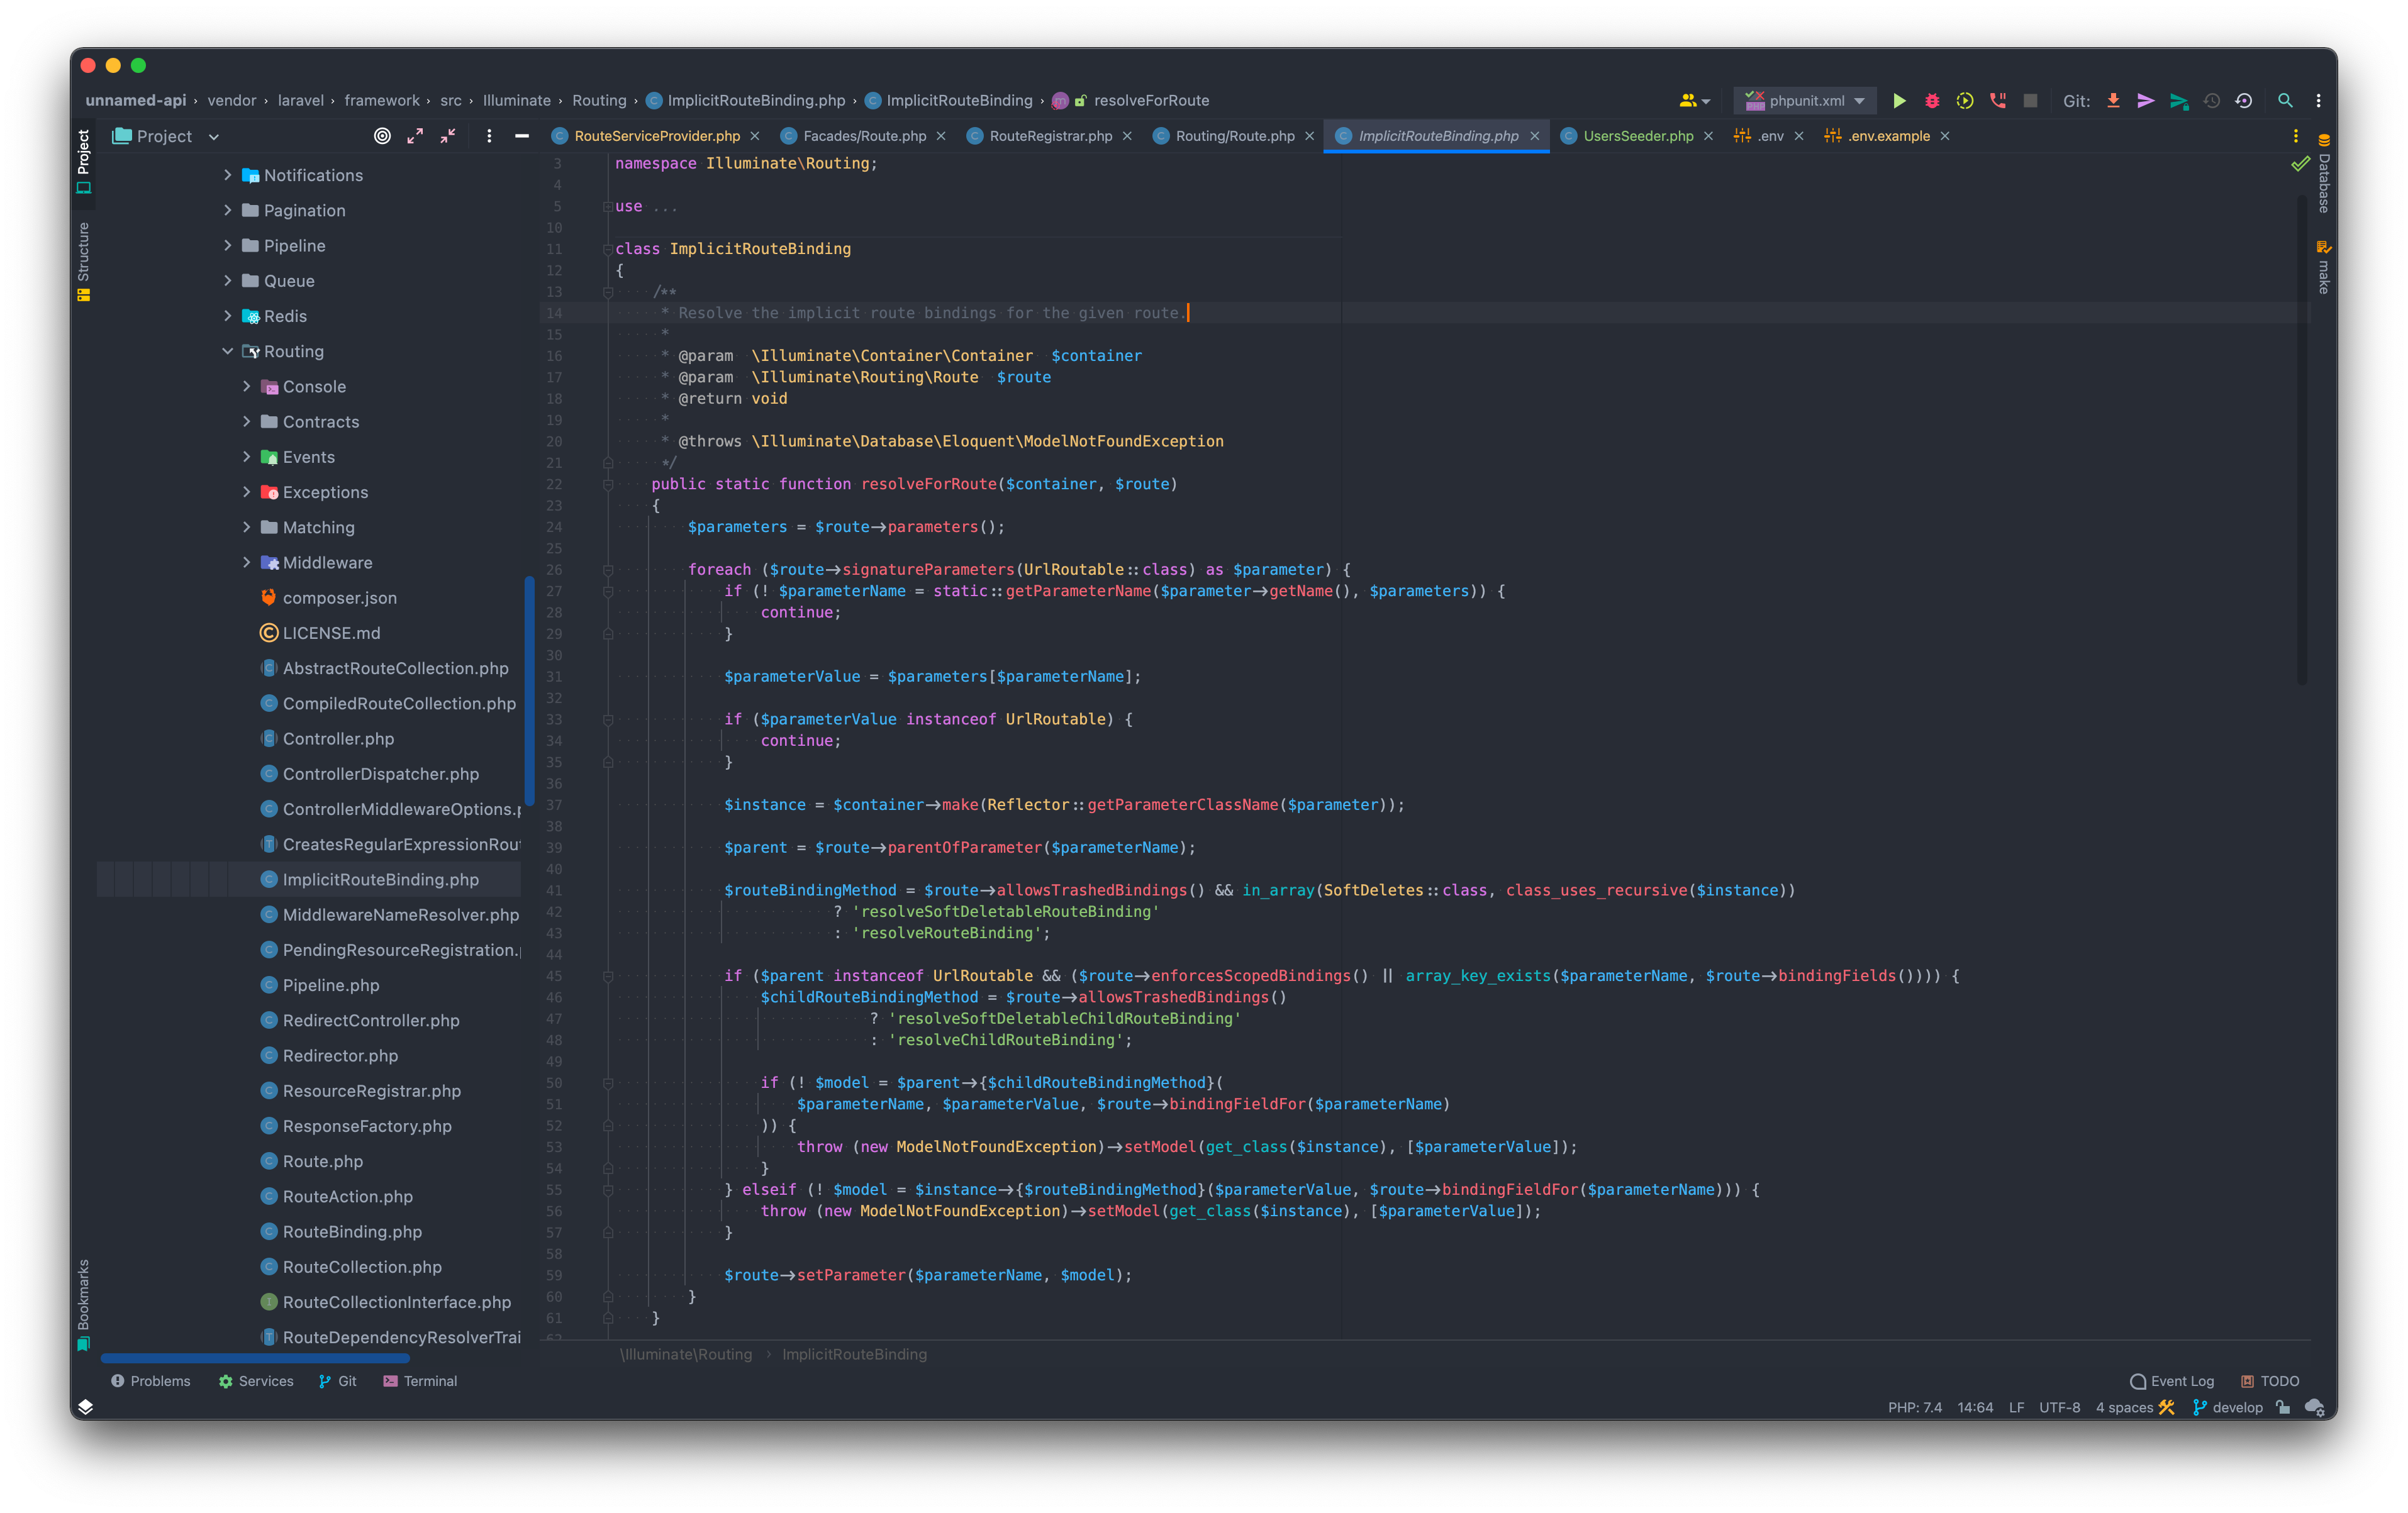 unnamed-api › vendor › laravel › framework › src › Illuminate › Routing › ImplicitRouteBinding.php › ImplicitRouteBinding › resolveForRoute
phpunit.xml
Git:
Project
RouteServiceProvider.php
Facades/Route.php
RouteRegistrar.php
Routing/Route.php
ImplicitRouteBinding.php
UsersSeeder.php
.env
.env.example
Project
Structure
Bookmarks
Database
make
Notifications
Pagination
Pipeline
Queue
Redis
Routing
Console
Contracts
Events
Exceptions
Matching
Middleware
composer.json
LICENSE.md
AbstractRouteCollection.php
CompiledRouteCollection.php
Controller.php
ControllerDispatcher.php
ControllerMiddlewareOptions.p
CreatesRegularExpressionRout
ImplicitRouteBinding.php
MiddlewareNameResolver.php
PendingResourceRegistration.
Pipeline.php
RedirectController.php
Redirector.php
ResourceRegistrar.php
ResponseFactory.php
Route.php
RouteAction.php
RouteBinding.php
RouteCollection.php
RouteCollectionInterface.php
RouteDependencyResolverTrai
3 namespace Illuminate\Routing;
4
5 use ...
10
11 class ImplicitRouteBinding
12 {
13 /**
14 * Resolve the implicit route bindings for the given route.
15 *
16 * @param \Illuminate\Container\Container $container
17 * @param \Illuminate\Routing\Route $route
18 * @return void
19 *
20 * @throws \Illuminate\Database\Eloquent\ModelNotFoundException
21 */
22 public static function resolveForRoute($container, $route)
23 {
24 $parameters = $route->parameters();
25
26 foreach ($route->signatureParameters(UrlRoutable::class) as $parameter) {
27 if (! $parameterName = static::getParameterName($parameter->getName(), $parameters)) {
28 continue;
29 }
30
31 $parameterValue = $parameters[$parameterName];
32
33 if ($parameterValue instanceof UrlRoutable) {
34 continue;
35 }
36
37 $instance = $container->make(Reflector::getParameterClassName($parameter));
38
39 $parent = $route->parentOfParameter($parameterName);
40
41 $routeBindingMethod = $route->allowsTrashedBindings() && in_array(SoftDeletes::class, class_uses_recursive($instance))
42 ? 'resolveSoftDeletableRouteBinding'
43 : 'resolveRouteBinding';
44
45 if ($parent instanceof UrlRoutable && ($route->enforcesScopedBindings() || array_key_exists($parameterName, $route->bindingFields()))) {
46 $childRouteBindingMethod = $route->allowsTrashedBindings()
47 ? 'resolveSoftDeletableChildRouteBinding'
48 : 'resolveChildRouteBinding';
49
50 if (! $model = $parent->{$childRouteBindingMethod}(
51 $parameterName, $parameterValue, $route->bindingFieldFor($parameterName)
52 )) {
53 throw (new ModelNotFoundException)->setModel(get_class($instance), [$parameterValue]);
54 }
55 } elseif (! $model = $instance->{$routeBindingMethod}($parameterValue, $route->bindingFieldFor($parameterName))) {
56 throw (new ModelNotFoundException)->setModel(get_class($instance), [$parameterValue]);
57 }
58
59 $route->setParameter($parameterName, $model);
60 }
61 }
62
\Illuminate\Routing › ImplicitRouteBinding
Problems
Services
Git
Terminal
Event Log
TODO
PHP: 7.4
14:64
LF
UTF-8
4 spaces
develop